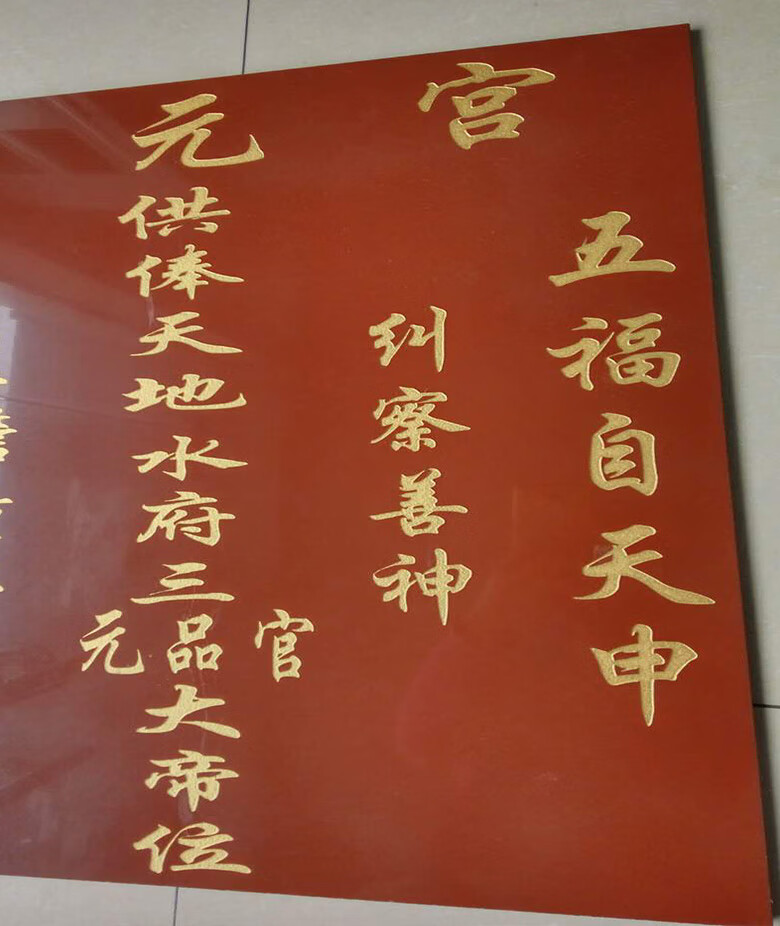 宫元
五福自天申
纠察善神
供俸天地水府三
官品元
大帝位